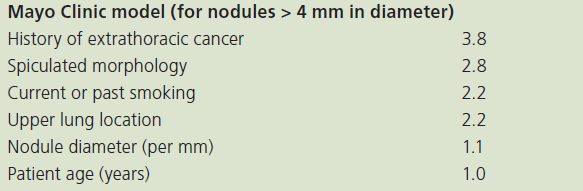 Mayo Clinic model (for nodules > 4 mm in diameter)
History of extrathoracic cancer 3.8
Spiculated morphology 2.8
Current or past smoking 2.2
Upper lung location 2.2
Nodule diameter (per mm) 1.1
Patient age (years) 1.0